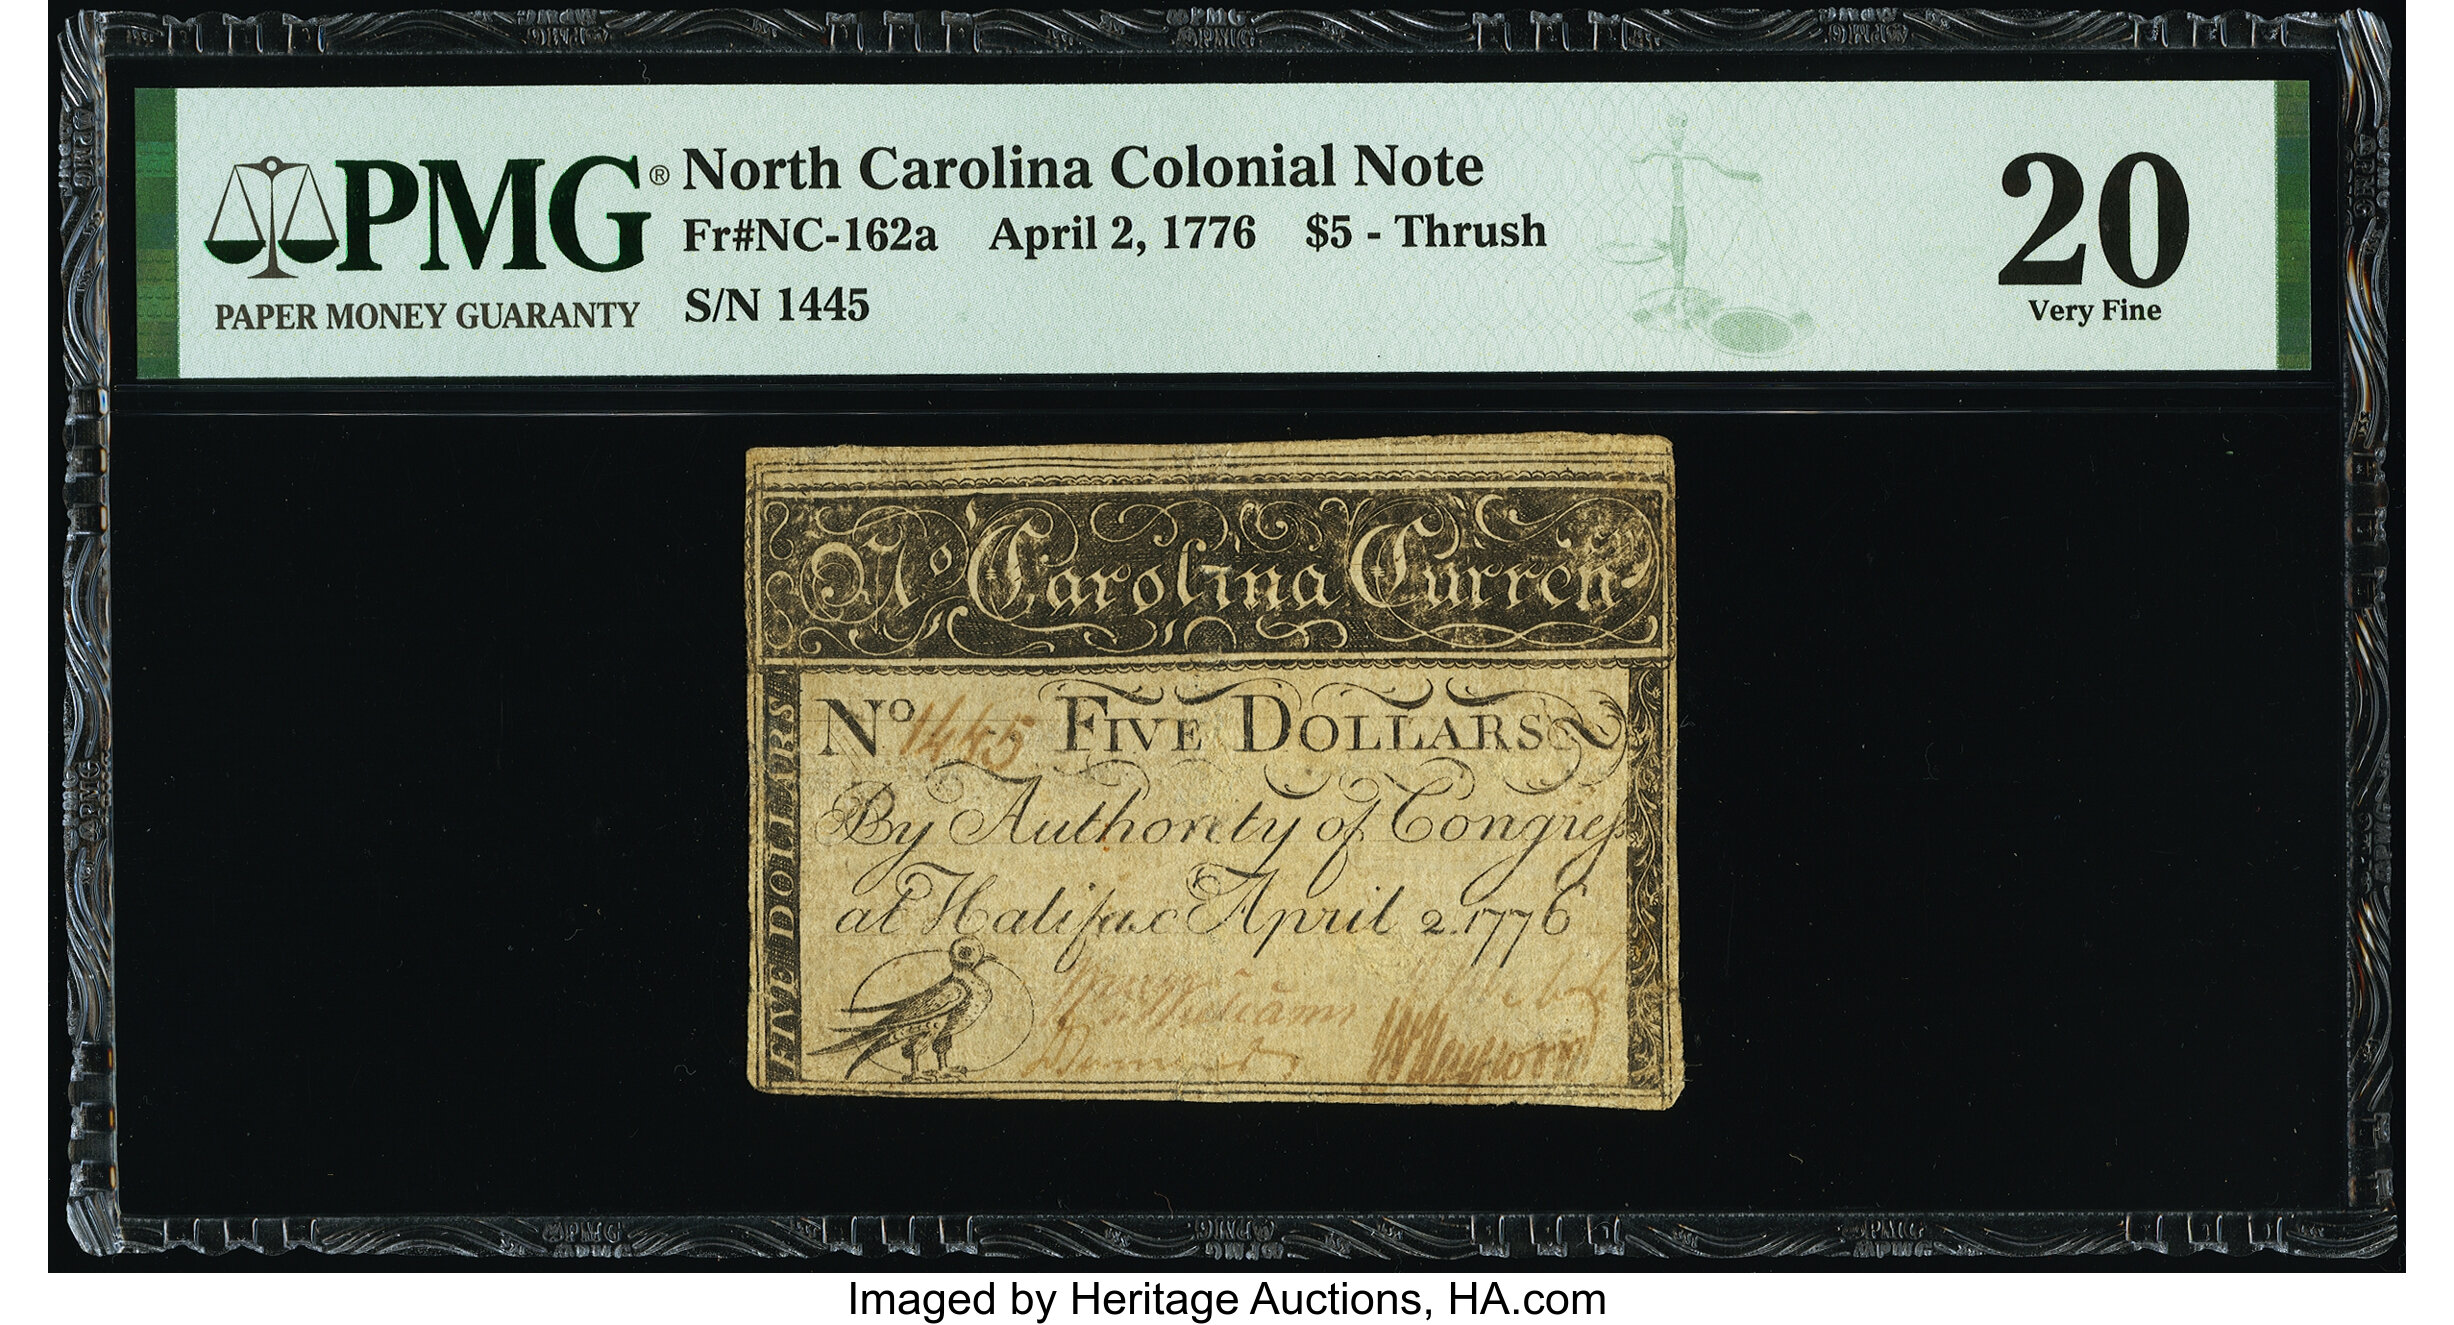 PMG® North Carolina Colonial Note
Fr#NC-162a April 2, 1776 $5 - Thrush
PAPER MONEY GUARANTY S/N 1445
20
Very Fine
No Carolina Curren
No 1445 FIVE DOLLARS
By Authority of Congress
at Halifax April 2. 1776
Williams
W Haywood
FIVE DOLLARS
Imaged by Heritage Auctions, HA.com